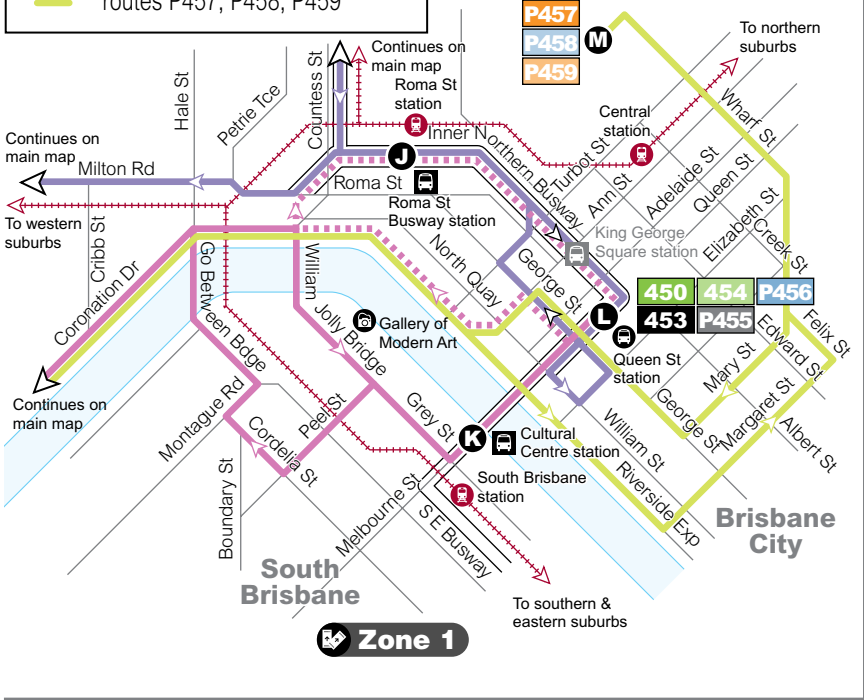 routes P457, P458, P459
P457
P458
P459
M
To northern
suburbs
Continues on
main map
Roma St
station
Countess St
Hale St
Petrie Tce
Central
station
Wharf St
Inner Northern Busway
Continues on
main map
Milton Rd
J
Turbot St
Ann St
Adelaide St
Queen St
Roma St
Roma St
Busway station
To western
suburbs
Cribb St
King George
Square station
Elizabeth St
Creek St
Go Between Bdge
William Jolly Bridge
North Quay
George St
450
454
P456
453
P455
L
Coronation Dr
Gallery of
Modern Art
Queen St
station
Edward St
Felix St
Mary St
Continues on
main map
Montague Rd
Peel St
Grey St
Margaret St
George St
Albert St
Cordelia St
K
Cultural
Centre station
William St
Boundary St
Melbourne St
South Brisbane
station
Riverside Exp
S E Busway
Brisbane
City
South
Brisbane
To southern &
eastern suburbs
Zone 1